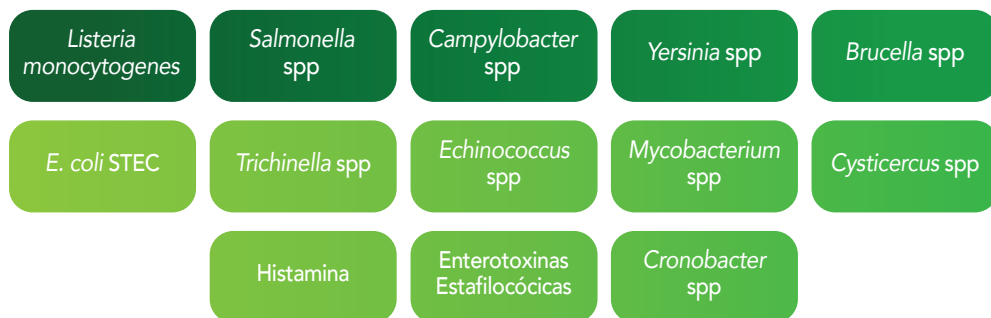 Listeria
monocytogenes
Salmonella
spp
Campylobacter
spp
Yersinia spp
Brucella spp
E. coli STEC
Trichinella spp
Echinococcus
spp
Mycobacterium
spp
Cysticercus spp
Histamina
Enterotoxinas
Estafilocócicas
Cronobacter
spp